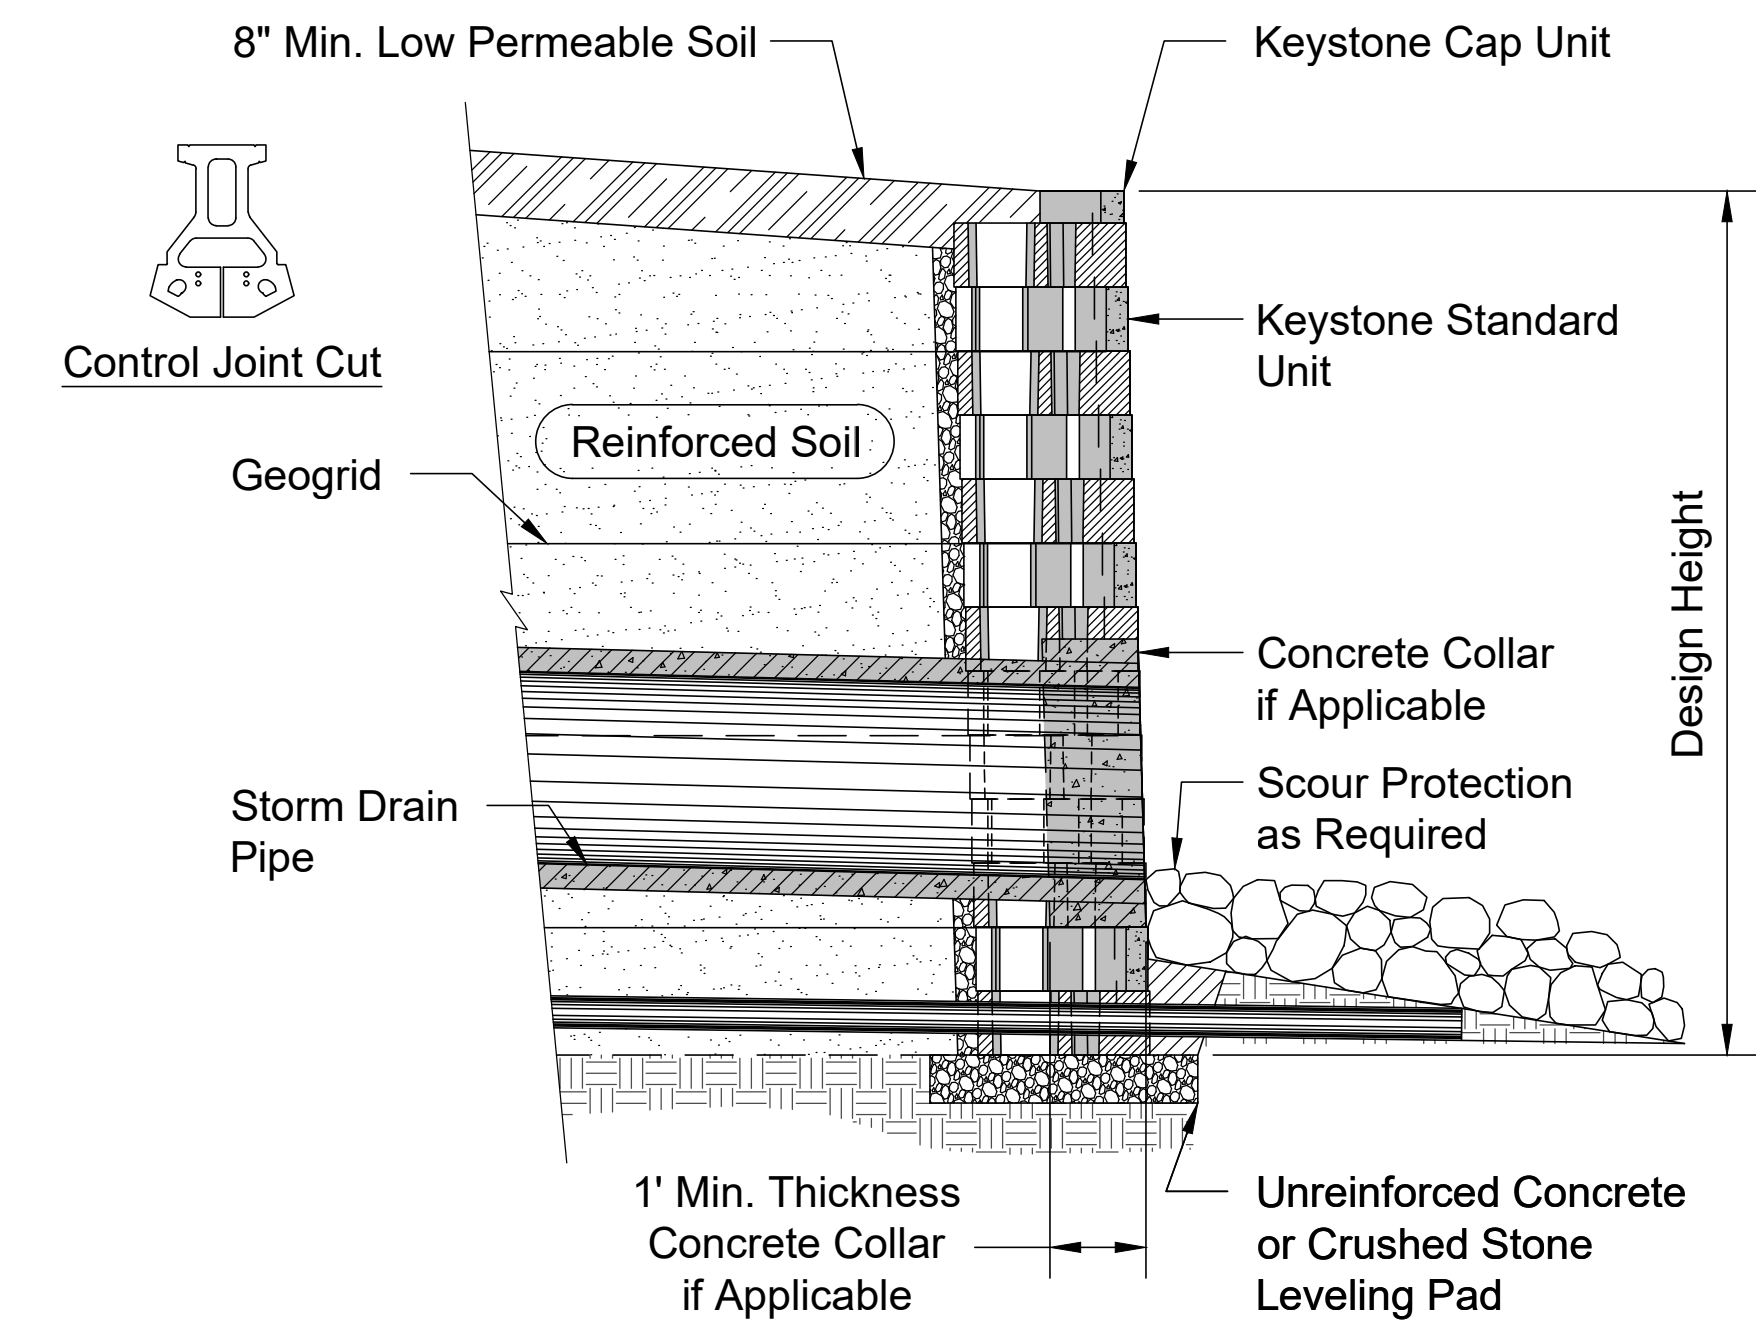 8" Min. Low Permeable Soil
Keystone Cap Unit
Control Joint Cut
Keystone Standard
Unit
Reinforced Soil
Geogrid
Design Height
Concrete Collar
if Applicable
Storm Drain
Pipe
Scour Protection
as Required
1' Min. Thickness
Concrete Collar
if Applicable
Unreinforced Concrete
or Crushed Stone
Leveling Pad